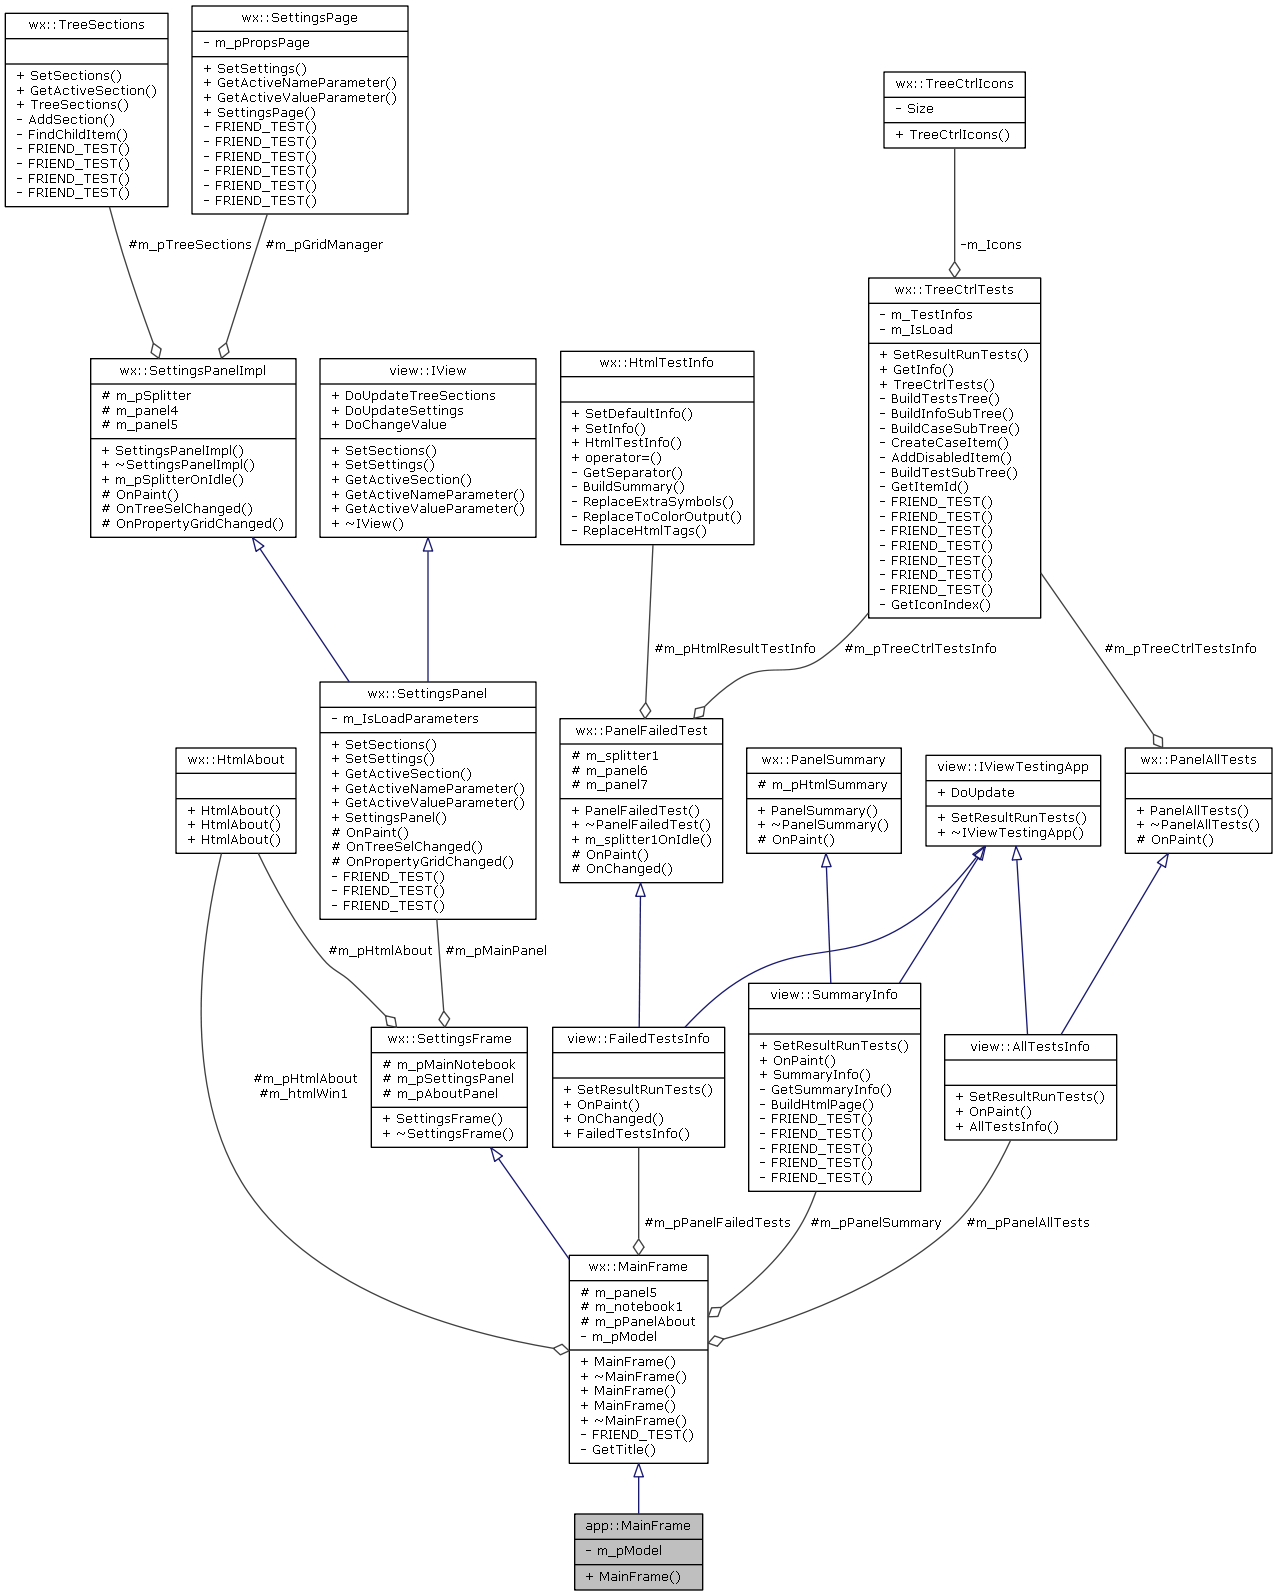 wx::TreeSections
+ SetSections()
+ GetActiveSection()
+ TreeSections()
- AddSection()
- FindChildItem()
- FRIEND_TEST()
- FRIEND_TEST()
- FRIEND_TEST()
- FRIEND_TEST()
wx::SettingsPage
- m_pPropsPage
+ SetSettings()
+ GetActiveNameParameter()
+ GetActiveValueParameter()
+ SettingsPage()
- FRIEND_TEST()
- FRIEND_TEST()
- FRIEND_TEST()
- FRIEND_TEST()
- FRIEND_TEST()
- FRIEND_TEST()
wx::TreeCtrlIcons
- Size
+ TreeCtrlIcons()
#m_pTreeSections
#m_pGridManager
-m_Icons
wx::SettingsPanelImpl
# m_pSplitter
# m_panel4
# m_panel5
+ SettingsPanelImpl()
+ ~SettingsPanelImpl()
+ m_pSplitterOnIdle()
# OnPaint()
# OnTreeSelChanged()
# OnPropertyGridChanged()
view::IView
+ DoUpdateTreeSections
+ DoUpdateSettings
+ DoChangeValue
+ SetSections()
+ SetSettings()
+ GetActiveSection()
+ GetActiveNameParameter()
+ GetActiveValueParameter()
+ ~IView()
wx::HtmlTestInfo
+ SetDefaultInfo()
+ SetInfo()
+ HtmlTestInfo()
+ operator=()
- GetSeparator()
- BuildSummary()
- ReplaceExtraSymbols()
- ReplaceToColorOutput()
- ReplaceHtmlTags()
wx::TreeCtrlTests
- m_TestInfos
- m_IsLoad
+ SetResultRunTests()
+ GetInfo()
+ TreeCtrlTests()
- BuildTestsTree()
- BuildInfoSubTree()
- BuildCaseSubTree()
- CreateCaseItem()
- AddDisabledItem()
- BuildTestSubTree()
- GetItemId()
- FRIEND_TEST()
- FRIEND_TEST()
- FRIEND_TEST()
- FRIEND_TEST()
- FRIEND_TEST()
- FRIEND_TEST()
- FRIEND_TEST()
- GetIconIndex()
#m_pHtmlResultTestInfo
#m_pTreeCtrlTestsInfo
#m_pTreeCtrlTestsInfo
wx::HtmlAbout
+ HtmlAbout()
+ HtmlAbout()
+ HtmlAbout()
wx::SettingsPanel
- m_IsLoadParameters
+ SetSections()
+ SetSettings()
+ GetActiveSection()
+ GetActiveNameParameter()
+ GetActiveValueParameter()
+ SettingsPanel()
# OnPaint()
# OnTreeSelChanged()
# OnPropertyGridChanged()
- FRIEND_TEST()
- FRIEND_TEST()
- FRIEND_TEST()
wx::PanelFailedTest
# m_splitter1
# m_panel6
# m_panel7
+ PanelFailedTest()
+ ~PanelFailedTest()
+ m_splitter1OnIdle()
# OnPaint()
# OnChanged()
wx::PanelSummary
# m_pHtmlSummary
+ PanelSummary()
+ ~PanelSummary()
# OnPaint()
view::IViewTestingApp
+ DoUpdate
+ SetResultRunTests()
+ ~IViewTestingApp()
wx::PanelAllTests
+ PanelAllTests()
+ ~PanelAllTests()
# OnPaint()
#m_pHtmlAbout
#m_pMainPanel
#m_pHtmlAbout
#m_htmlWin1
wx::SettingsFrame
# m_pMainNotebook
# m_pSettingsPanel
# m_pAboutPanel
+ SettingsFrame()
+ ~SettingsFrame()
view::FailedTestsInfo
+ SetResultRunTests()
+ OnPaint()
+ OnChanged()
+ FailedTestsInfo()
view::SummaryInfo
+ SetResultRunTests()
+ OnPaint()
+ SummaryInfo()
- GetSummaryInfo()
- BuildHtmlPage()
- FRIEND_TEST()
- FRIEND_TEST()
- FRIEND_TEST()
- FRIEND_TEST()
- FRIEND_TEST()
view::AllTestsInfo
+ SetResultRunTests()
+ OnPaint()
+ AllTestsInfo()
#m_pPanelFailedTests
#m_pPanelSummary
#m_pPanelAllTests
wx::MainFrame
# m_panel5
# m_notebook1
# m_pPanelAbout
- m_pModel
+ MainFrame()
+ ~MainFrame()
+ MainFrame()
+ MainFrame()
+ ~MainFrame()
- FRIEND_TEST()
- GetTitle()
app::MainFrame
- m_pModel
+ MainFrame()